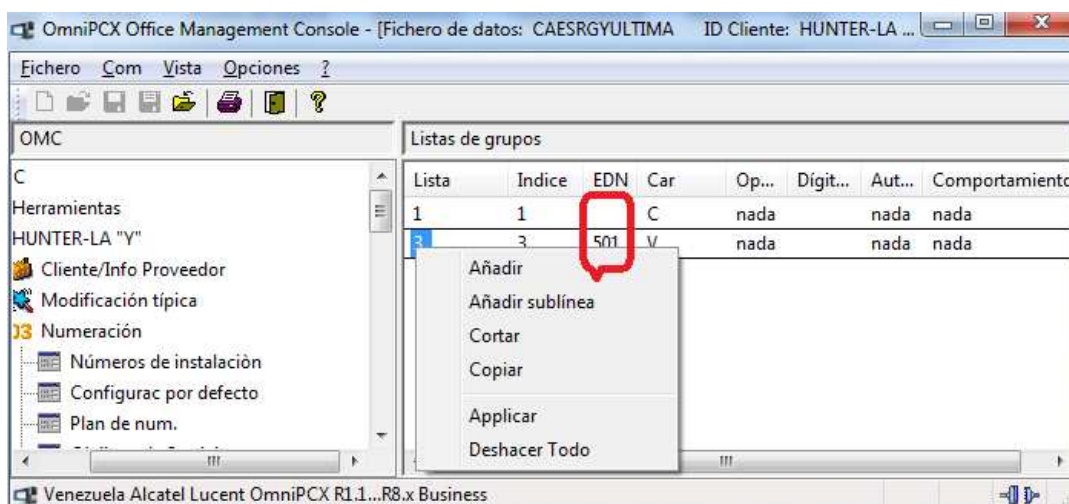 OmniPCX Office Management Console - [Fichero de datos: CAESRGYULTIMA ID Cliente: HUNTER-LA ...
Fichero Com Vista Opciones ?
OMC
Listas de grupos
C
Herramientas
HUNTER-LA "Y"
Cliente/Info Proveedor
Modificación típica
Numeración
Números de instalaciòn
Configurac por defecto
Plan de num.
Lista Indice EDN Car Op... Dígit... Aut... Comportamiento
1 1 C nada nada nada
3 3 501 V nada nada nada
Añadir
Añadir sublínea
Cortar
Copiar
Applicar
Deshacer Todo
Venezuela Alcatel Lucent OmniPCX R1.1...R8.x Business